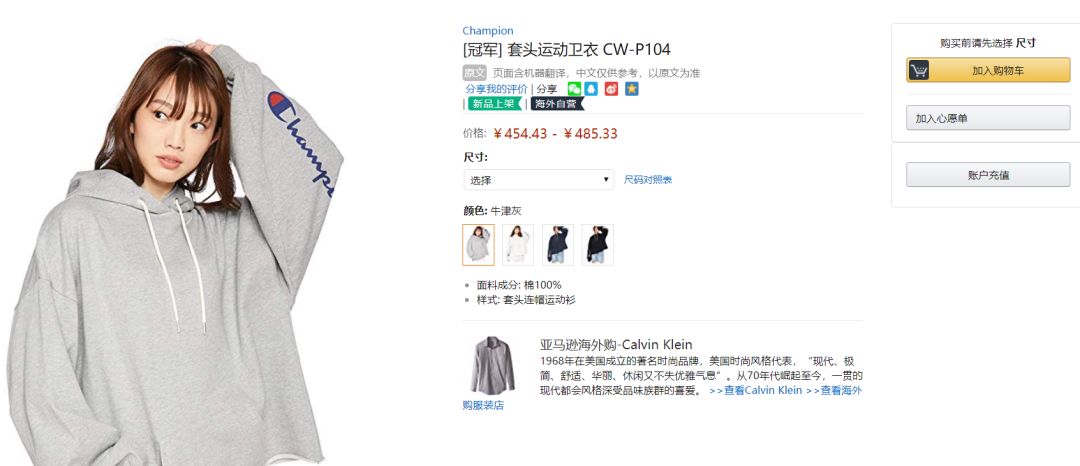 Champion
Champion
[冠军] 套头运动卫衣 CW-P104
原文 页面含机器翻译，中文仅供参考，以原文为准
分享我的评价 | 分享
| 新品上架 | 海外自营
价格: ￥454.43 - ￥485.33
尺寸:
选择 尺码对照表
颜色: 牛津灰
面料成分: 棉100%
样式: 套头连帽运动衫
亚马逊海外购-Calvin Klein
1968年在美国成立的著名时尚品牌，美国时尚风格代表，“现代、极
简、舒适、华丽、休闲又不失优雅气息”。从70年代崛起至今，一贯的
现代都会风格深受品味族群的喜爱。 >>查看Calvin Klein >>查看海外
购服装店
购买前请先选择 尺寸
加入购物车
加入心愿单
账户充值